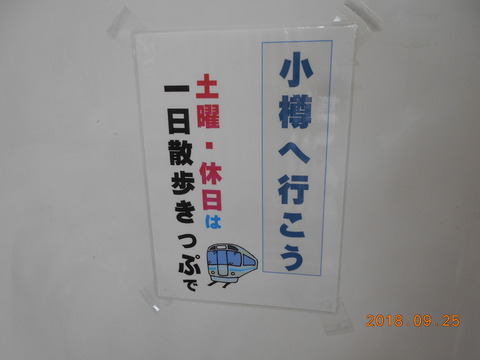 小樽へ行こう
土曜・休日は
一日散歩きっぷで
2018.09.25